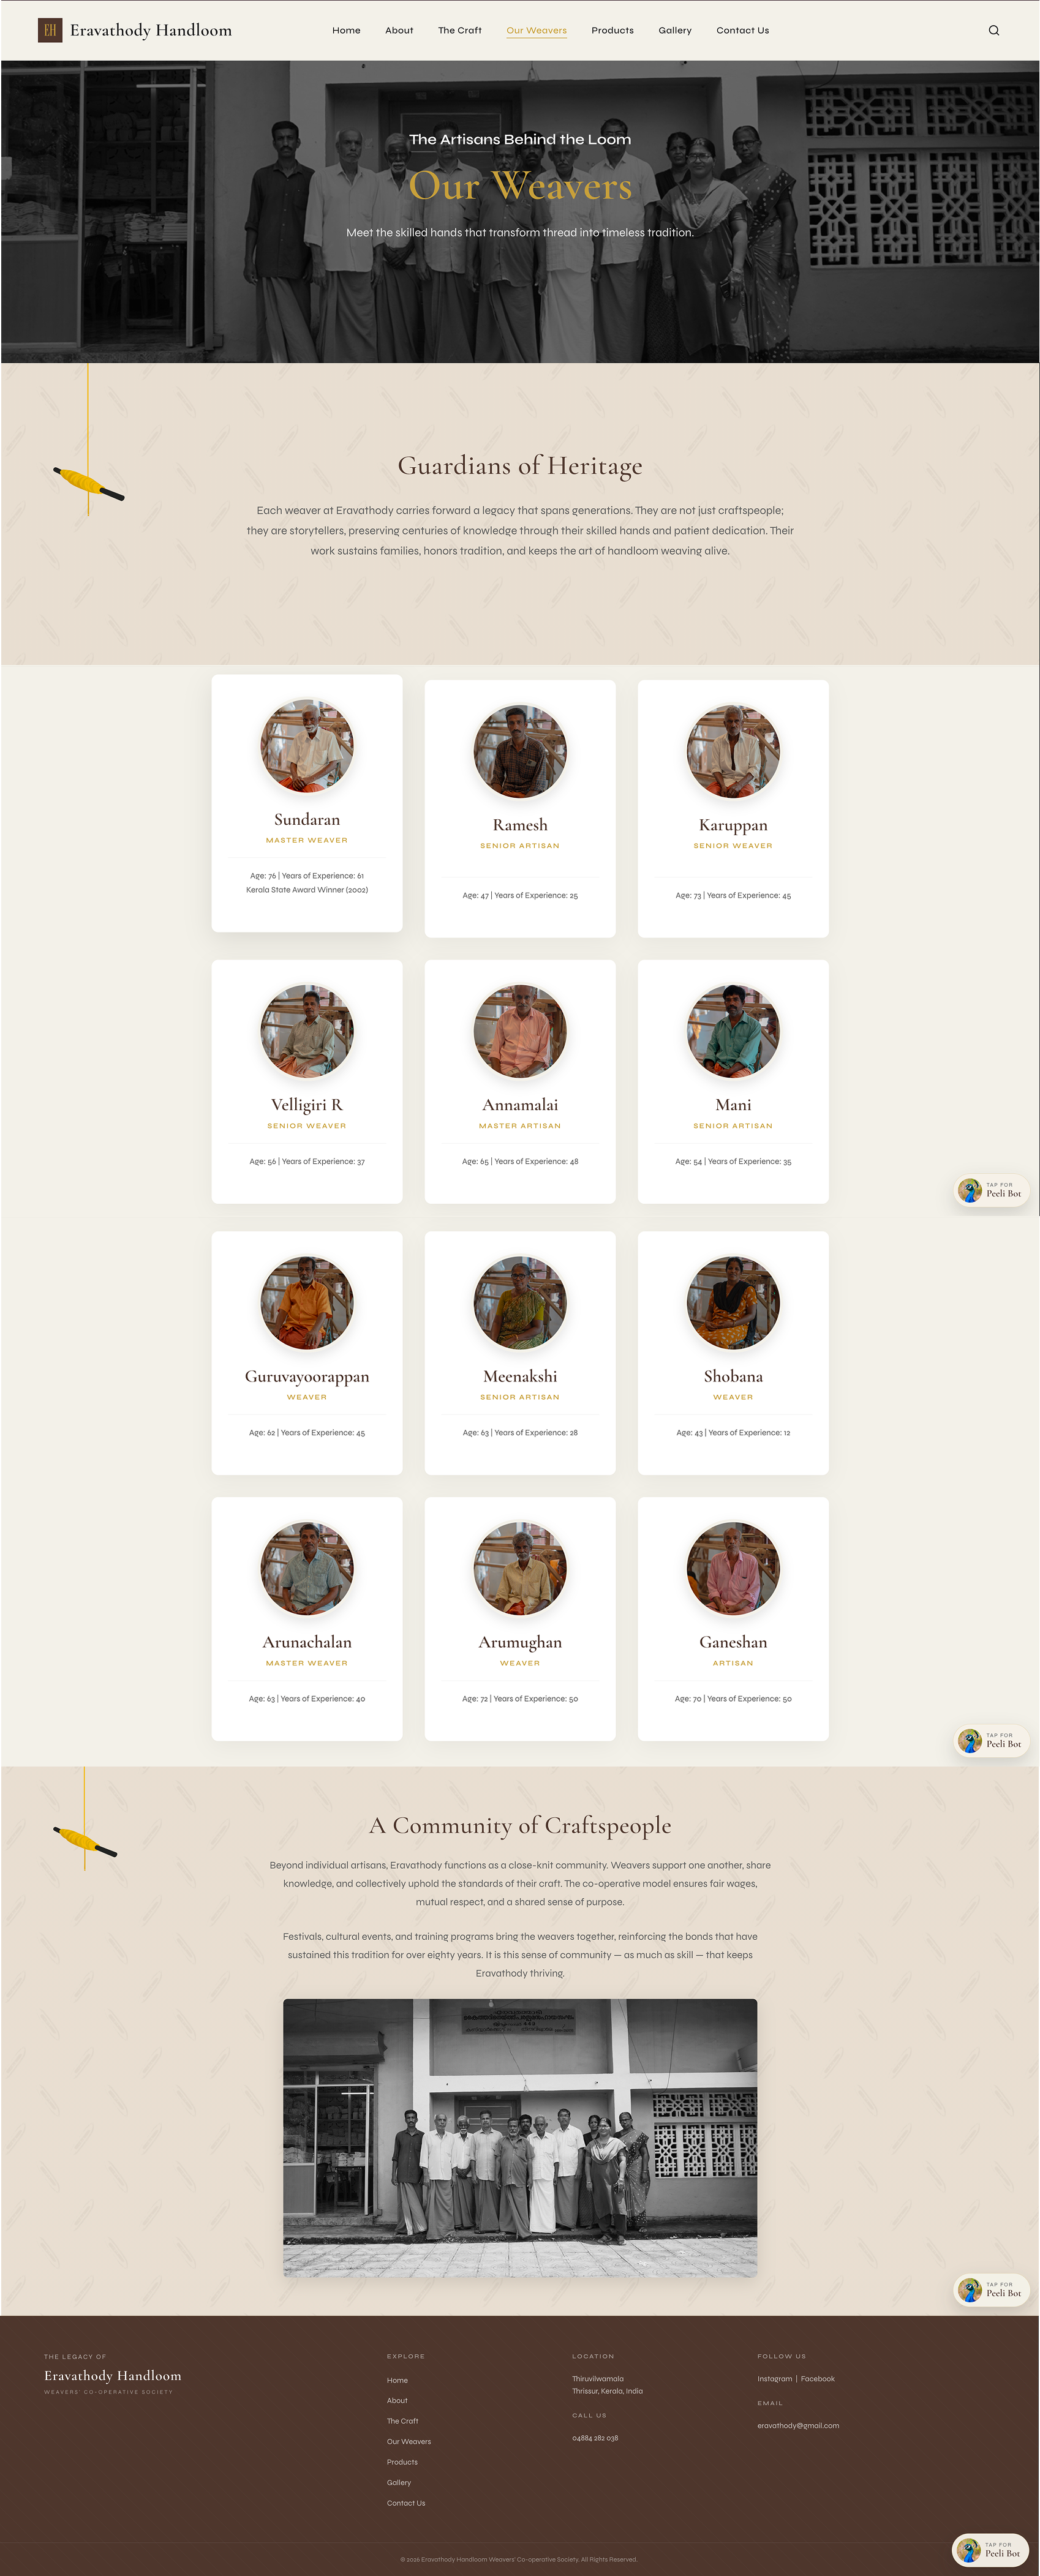 EH Eravathody Handloom
Home About The Craft Our Weavers Products Gallery Contact Us
The Artisans Behind the Loom
Our Weavers
Meet the skilled hands that transform thread into timeless tradition.
Guardians of Heritage
Each weaver at Eravathody carries forward a legacy that spans generations. They are not just craftspeople;
they are storytellers, preserving centuries of knowledge through their skilled hands and patient dedication. Their
work sustains families, honors tradition, and keeps the art of handloom weaving alive.
Sundaran
MASTER WEAVER
Age: 76 | Years of Experience: 61
Kerala State Award Winner (2002)
Ramesh
SENIOR ARTISAN
Age: 47 | Years of Experience: 25
Karuppan
SENIOR WEAVER
Age: 73 | Years of Experience: 45
Velligiri R
SENIOR WEAVER
Age: 56 | Years of Experience: 37
Annamalai
MASTER ARTISAN
Age: 65 | Years of Experience: 48
Mani
SENIOR ARTISAN
Age: 54 | Years of Experience: 35
TAP FOR
Peeli Bot
Guruvayoorappan
WEAVER
Age: 62 | Years of Experience: 45
Meenakshi
SENIOR ARTISAN
Age: 63 | Years of Experience: 28
Shobana
WEAVER
Age: 43 | Years of Experience: 12
Arunachalan
MASTER WEAVER
Age: 63 | Years of Experience: 40
Arumughan
WEAVER
Age: 72 | Years of Experience: 50
Ganeshan
ARTISAN
Age: 70 | Years of Experience: 50
TAP FOR
Peeli Bot
A Community of Craftspeople
Beyond individual artisans, Eravathody functions as a close-knit community. Weavers support one another, share
knowledge, and collectively uphold the standards of their craft. The co-operative model ensures fair wages,
mutual respect, and a shared sense of purpose.
Festivals, cultural events, and training programs bring the weavers together, reinforcing the bonds that have
sustained this tradition for over eighty years. It is this sense of community — as much as skill — that keeps
Eravathody thriving.
TAP FOR
Peeli Bot
THE LEGACY OF
Eravathody Handloom
WEAVERS' CO-OPERATIVE SOCIETY
EXPLORE
Home
About
The Craft
Our Weavers
Products
Gallery
Contact Us
LOCATION
Thiruvilwamala
Thrissur, Kerala, India
CALL US
04884 282 038
FOLLOW US
Instagram | Facebook
EMAIL
eravathody@gmail.com
TAP FOR
Peeli Bot
© 2026 Eravathody Handloom Weavers' Co-operative Society. All Rights Reserved.